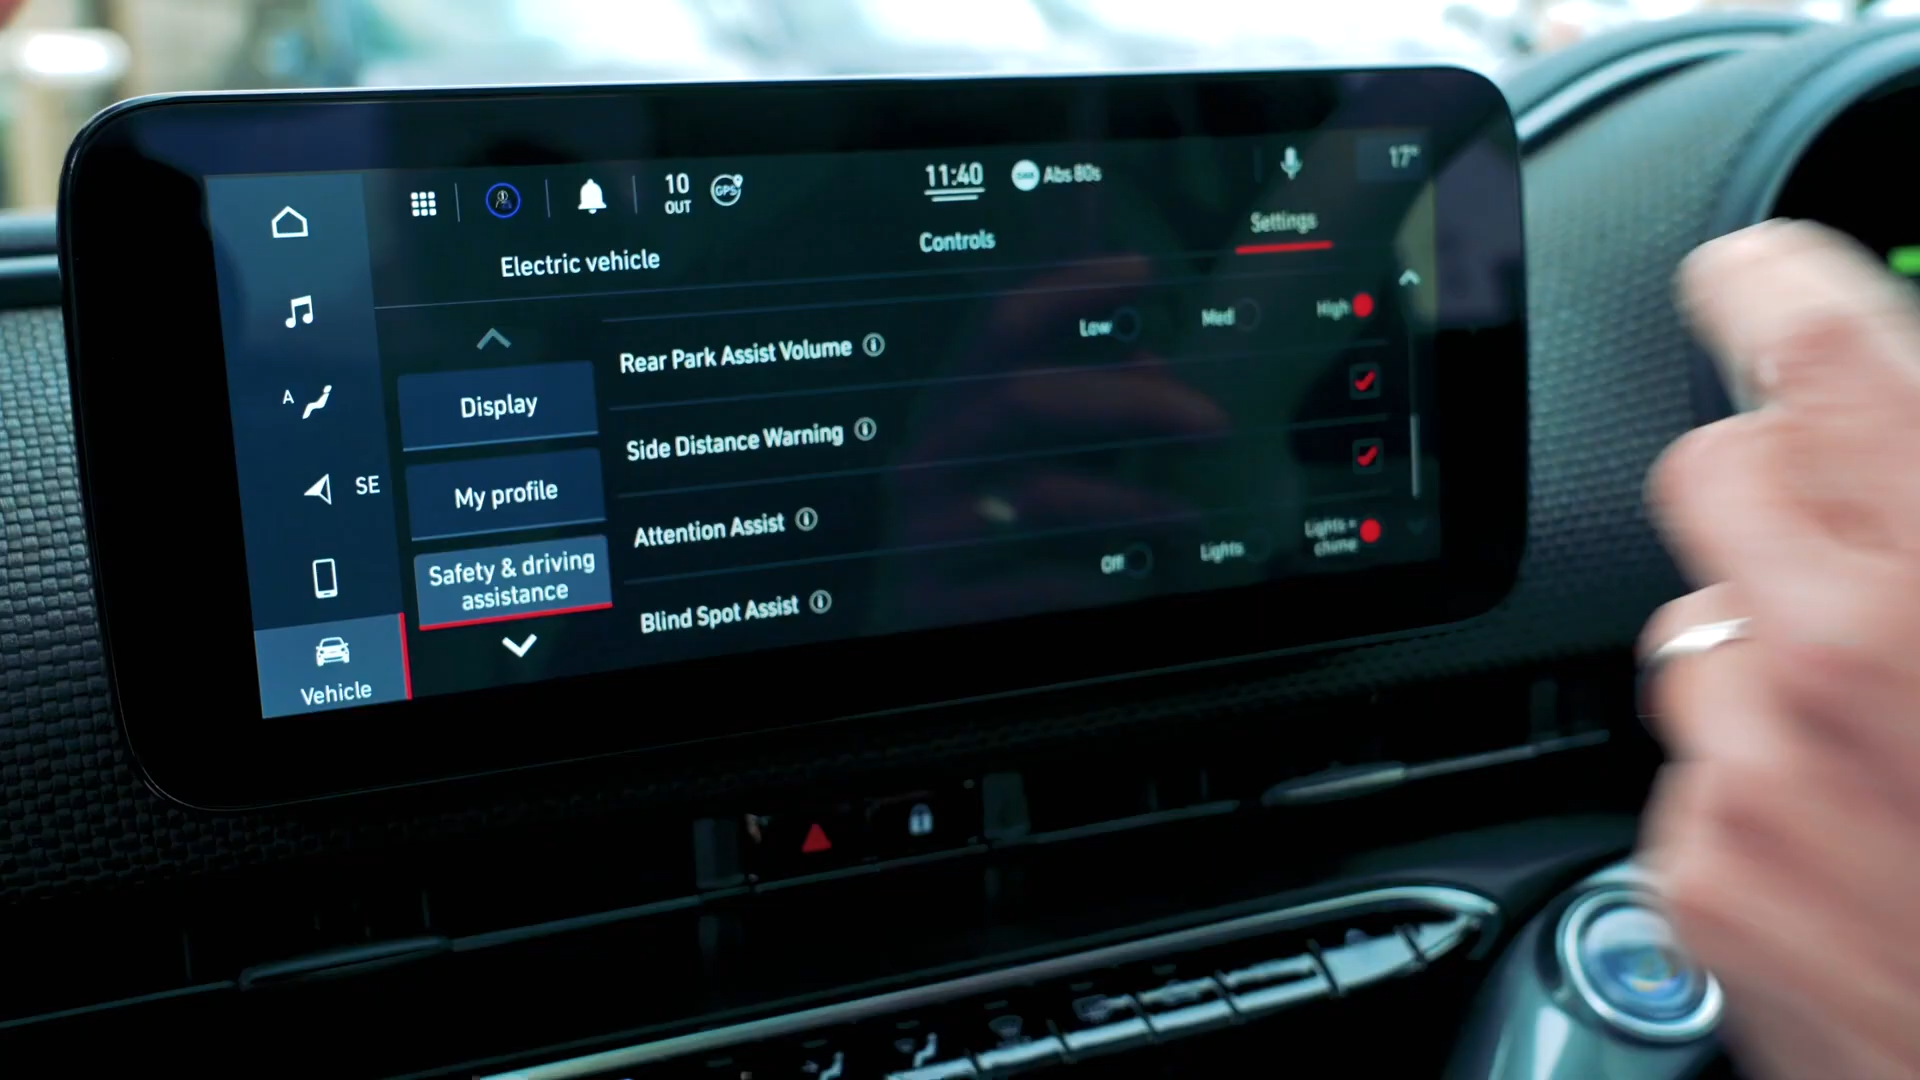 10
OUT
GPS
11:40
Abs 80s
17°
Electric vehicle
Controls
Settings
A
SE
Vehicle
Display
My profile
Safety & driving
assistance
Rear Park Assist Volume
Low
Med
High
Side Distance Warning
Attention Assist
Blind Spot Assist
Off
Lights
Lights +
chime